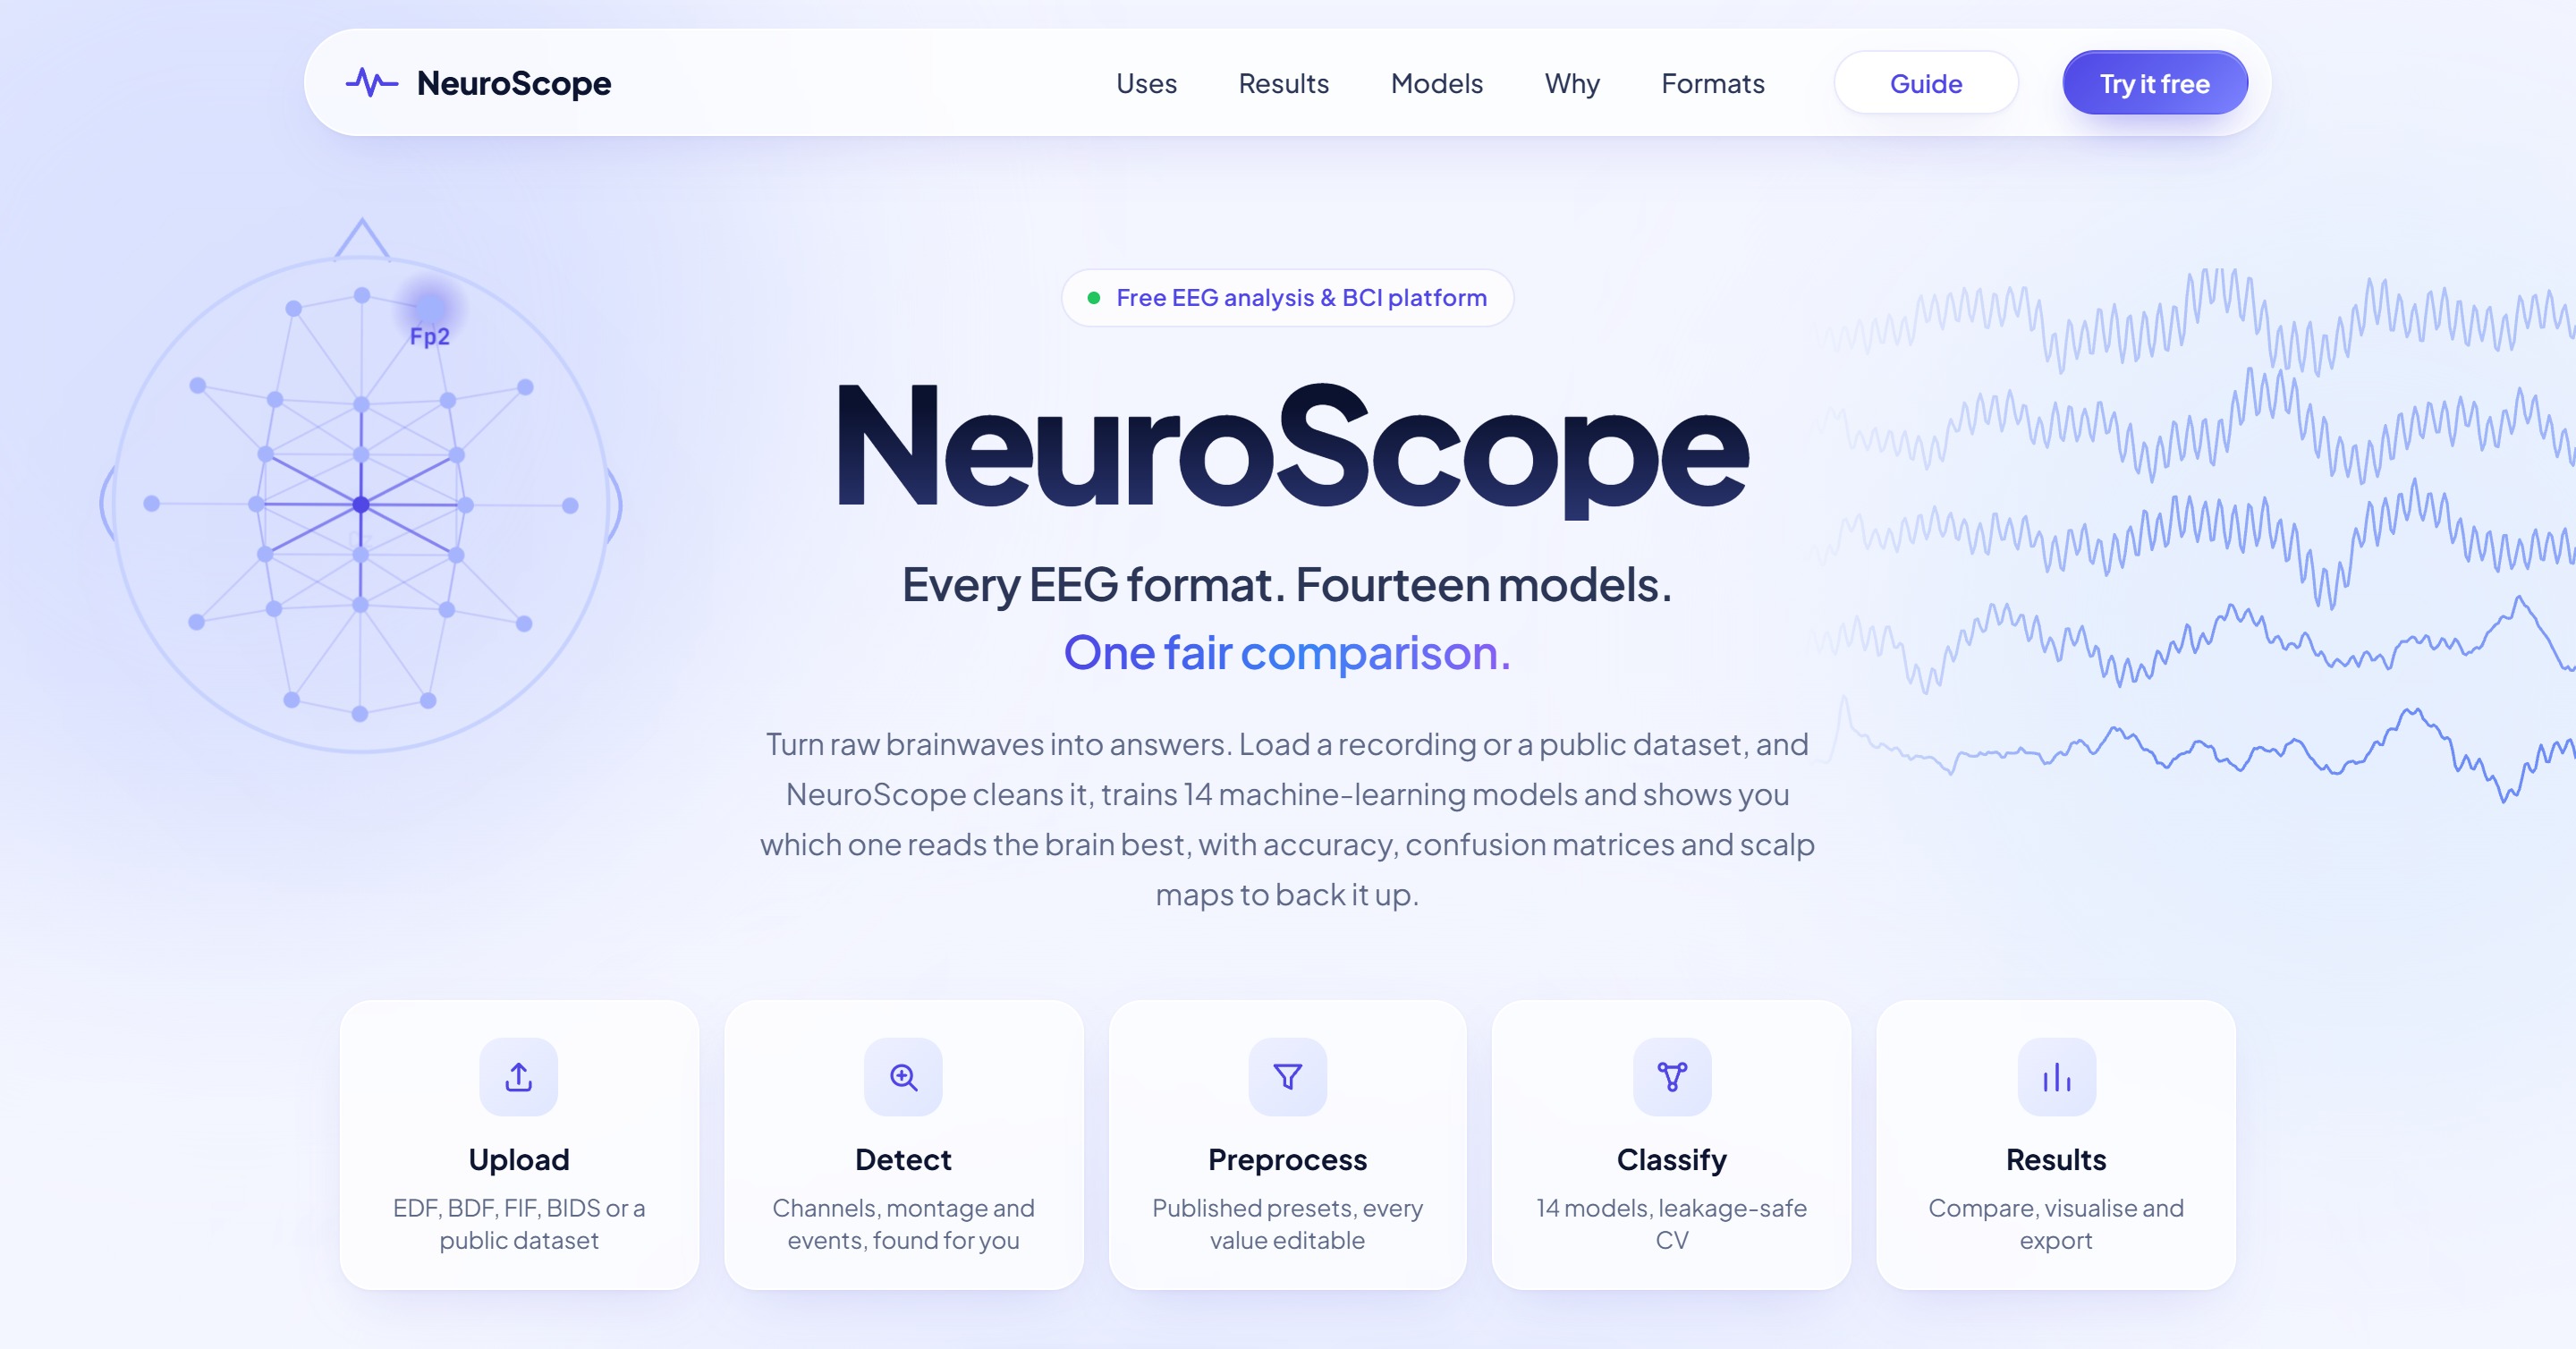 NeuroScope
Uses
Results
Models
Why
Formats
Guide
Try it free
Fp2
Free EEG analysis & BCI platform
NeuroScope
Every EEG format. Fourteen models.
One fair comparison.
Turn raw brainwaves into answers. Load a recording or a public dataset, and
NeuroScope cleans it, trains 14 machine-learning models and shows you
which one reads the brain best, with accuracy, confusion matrices and scalp
maps to back it up.
Upload
EDF, BDF, FIF, BIDS or a
public dataset
Detect
Channels, montage and
events, found for you
Preprocess
Published presets, every
value editable
Classify
14 models, leakage-safe
CV
Results
Compare, visualise and
export